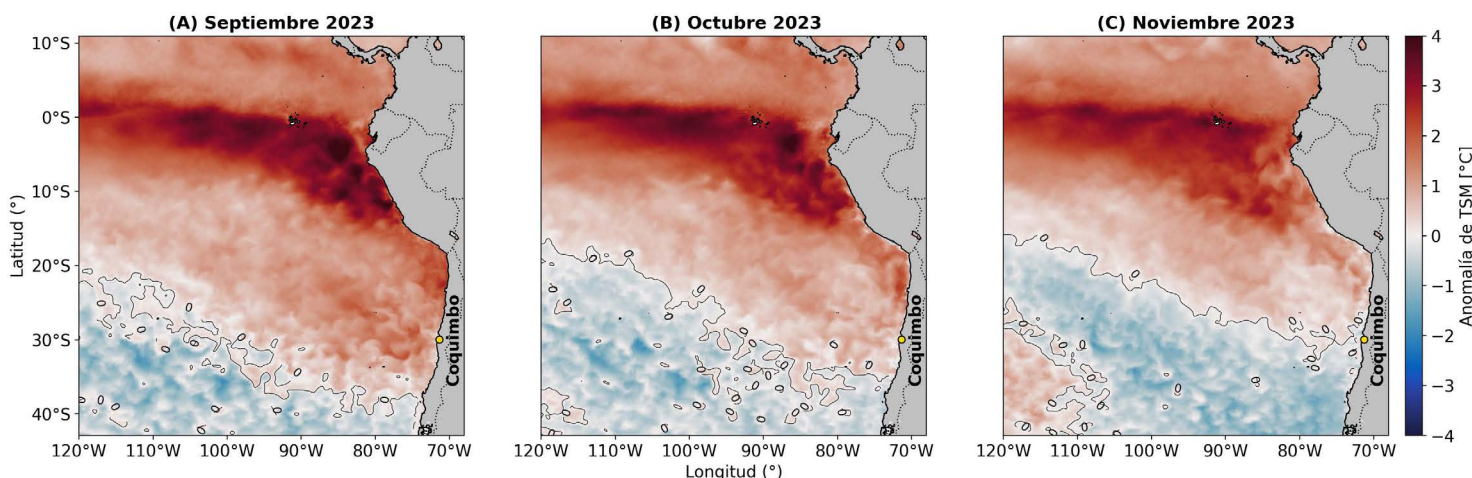 (A) Septiembre 2023
(B) Octubre 2023
(C) Noviembre 2023
10°S
0°S
10°S
20°S
30°S
40°S
Latitud (°)
120°W 110°W 100°W 90°W 80°W 70°W
120°W 110°W 100°W 90°W 80°W 70°W
120°W 110°W 100°W 90°W 80°W 70°W
Longitud (°)
Coquimbo
Coquimbo
Coquimbo
4
3
2
1
0
−1
−2
−3
−4
Anomalía de TSM [°C]